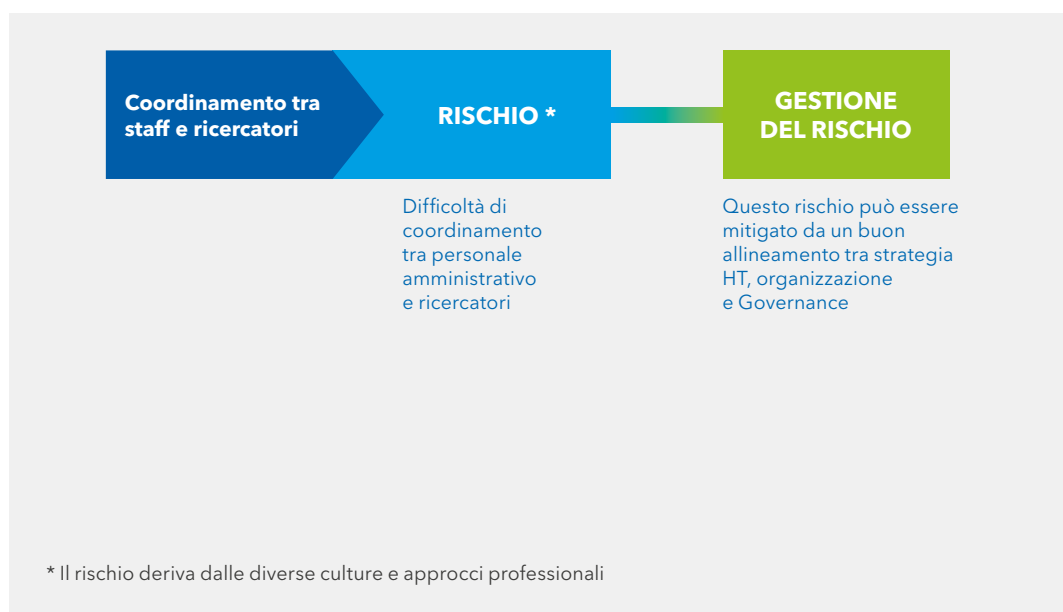 Coordinamento tra
staff e ricercatori
RISCHIO *
GESTIONE
DEL RISCHIO
Difficoltà di
coordinamento
tra personale
amministrativo
e ricercatori
Questo rischio può essere
mitigato da un buon
allineamento tra strategia
HT, organizzazione
e Governance
* Il rischio deriva dalle diverse culture e approcci professionali